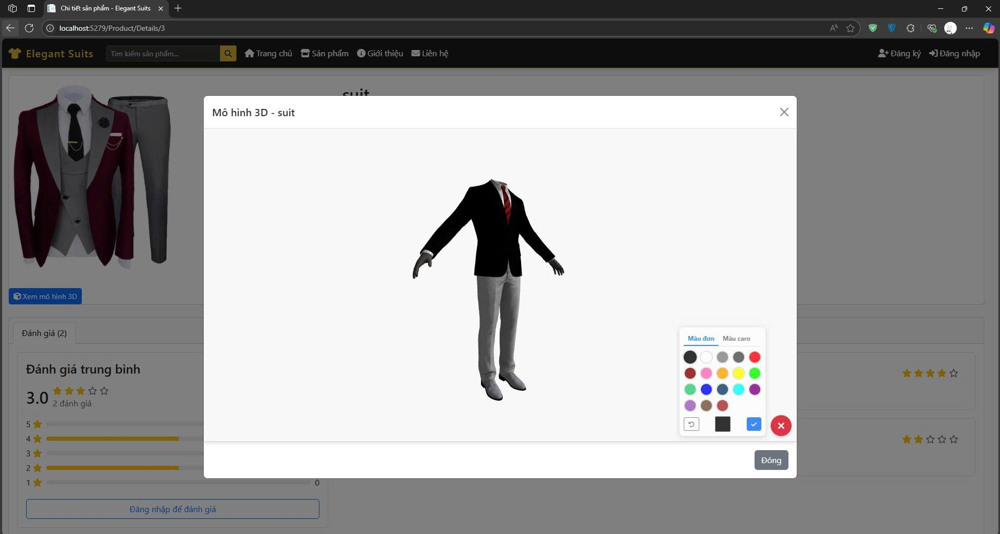 Chi tiết sản phẩm - Elegant Suits
localhost:5279/Product/Details/3
Elegant Suits
Tìm kiếm sản phẩm...
Trang chủ
Sản phẩm
Giới thiệu
Liên hệ
Đăng ký
Đăng nhập
suit
Mô hình 3D - suit
Xem mô hình 3D
Đánh giá (2)
Màu đơn
Màu caro
Đánh giá trung bình
3.0
2 đánh giá
5
4
3
2
1
0
Đóng
Đăng nhập để đánh giá